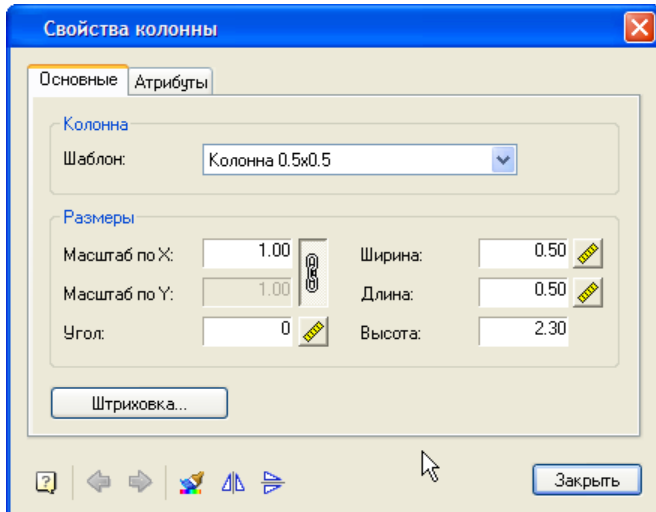 Свойства колонны
Основные Атрибуты
Колонна
Шаблон: Колонна 0.5x0.5
Размеры
Масштаб по X: 1.00 Ширина: 0.50
Масштаб по Y: 1.00 Длина: 0.50
Угол: 0 Высота: 2.30
Штриховка...
? Закрыть